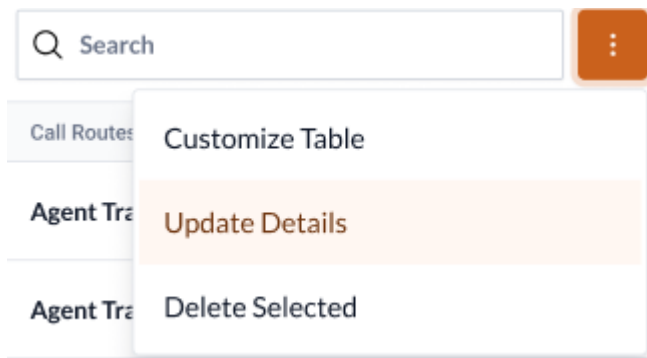 Search
Call Routes
Customize Table
Agent Tra
Update Details
Agent Tra
Delete Selected